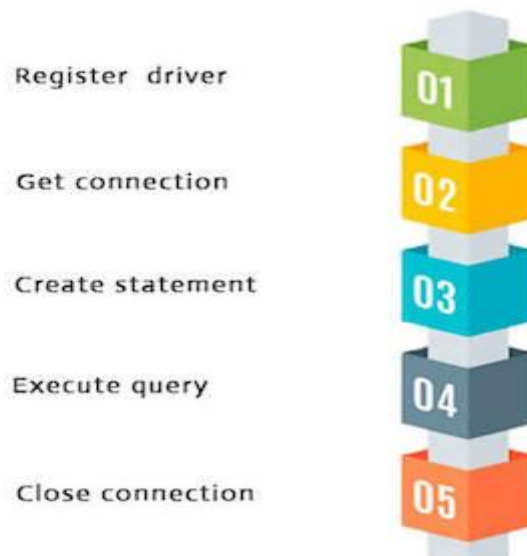 Register driver
01
Get connection
02
Create statement
03
Execute query
04
Close connection
05